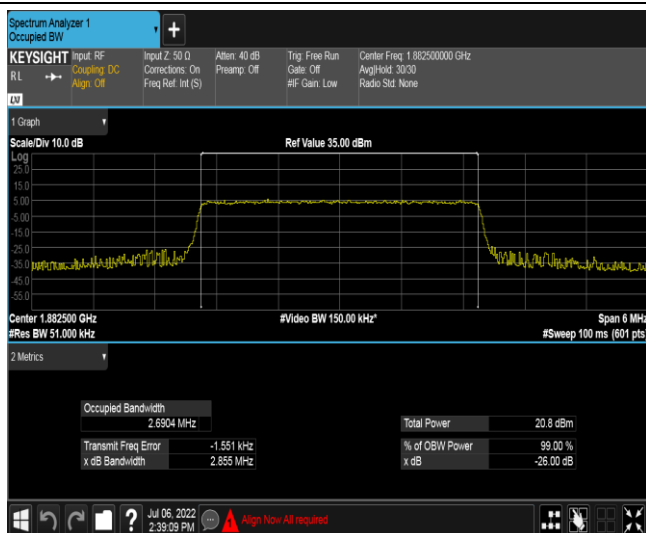 Spectrum Analyzer 1
Occupied BW
+
KEYSIGHT Input: RF Input Z: 50 Ω Atten: 40 dB Trig: Free Run Center Freq: 1.882500000 GHz
RL Coupling: DC Corrections: On Preamp: Off Gate: Off Avg|Hold: 30/30
Align: Off Freq Ref: Int (S) #IF Gain: Low Radio Std: None
LXI
1 Graph
Scale/Div 10.0 dB Ref Value 35.00 dBm
Log
25.0
15.0
5.00
-5.00
-15.0
-25.0
-35.0
-45.0
-55.0
Center 1.882500 GHz #Video BW 150.00 kHz* Span 6 MHz
#Res BW 51.000 kHz #Sweep 100 ms (601 pts)
2 Metrics
Occupied Bandwidth
2.6904 MHz Total Power 20.8 dBm
Transmit Freq Error -1.551 kHz % of OBW Power 99.00 %
x dB Bandwidth 2.855 MHz x dB -26.00 dB
? Jul 06, 2022
2:39:09 PM Align Now All required